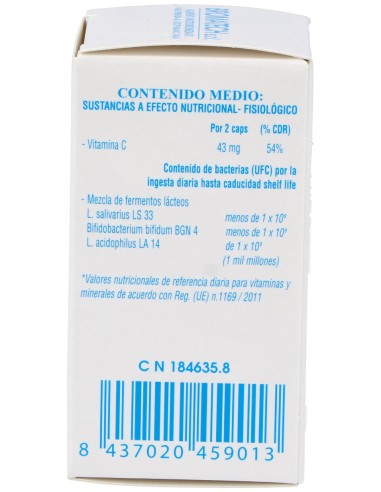 CONTENIDO MEDIO:
SUSTANCIAS A EFECTO NUTRICIONAL- FISIOLÓGICO
Por 2 caps (% CDR)
- Vitamina C 43 mg 54%
Contenido de bacterias (UFC) por la
ingesta diaria hasta caducidad shelf life
- Mezcla de fermentos lácteos
L. salivarius LS 33 menos de 1 x 10⁹
Bifidobacterium bifidum BGN 4 menos de 1 x 10⁹
L. acidophilus LA 14 de 1 x 10⁹
(1 mil millones)
*Valores nutricionales de referencia diaria para vitaminas y
minerales de acuerdo con Reg. (UE) n.1169 / 2011
C N 184635.8
8 437020 459013